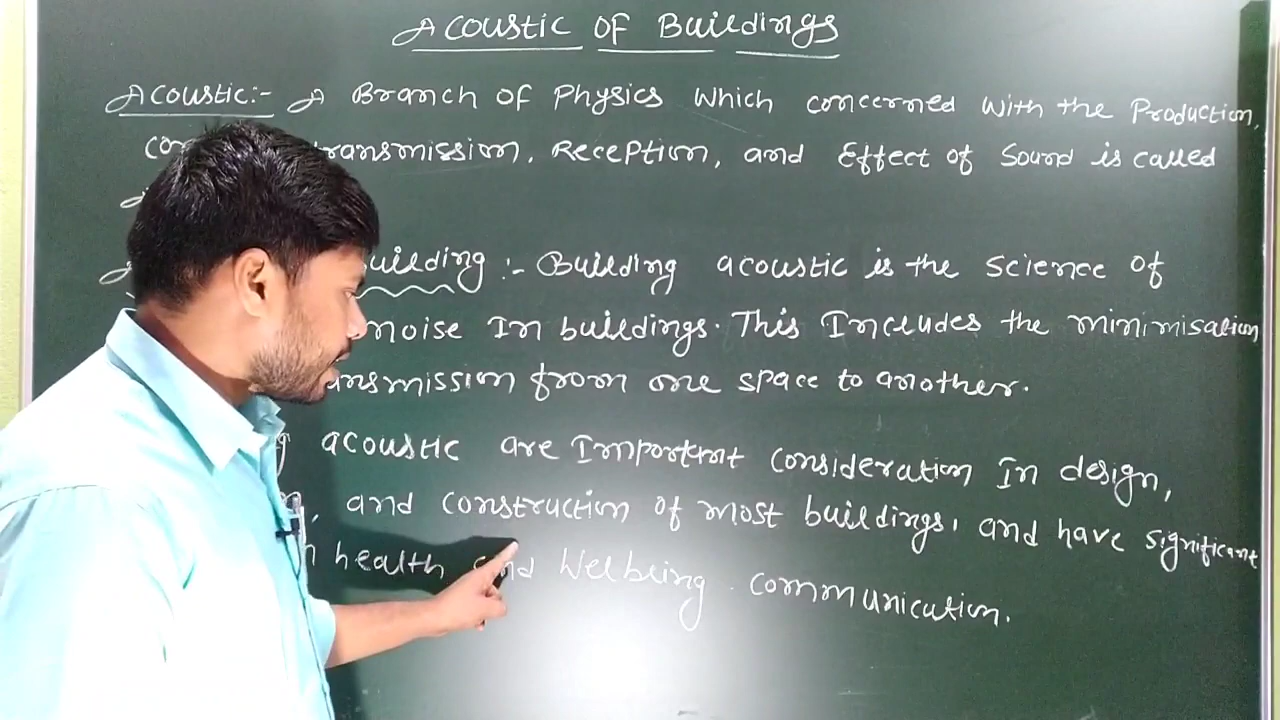 Acoustic OF Buildings
Acoustic:- A Branch OF Physics Which concerned With the Production,
transmission, Reception, and Effect of Sound is called
uilding :- Building acoustic is the science of
noise In buildings. This Includes the minimisation
ansmission from one space to another.
g acoustic are Important consideration In design,
n, and construction of most buildings, and have significant
n health and Welbeing. communication.